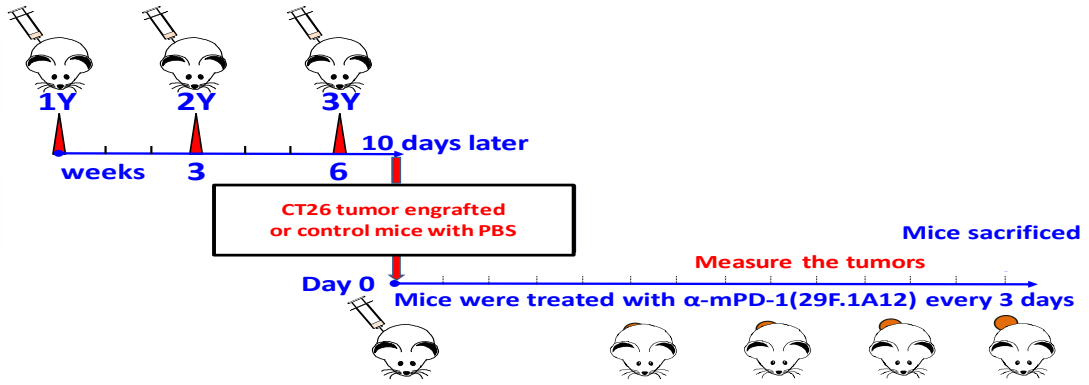 1Y 2Y 3Y
10 days later
weeks 3 6
CT26 tumor engrafted
or control mice with PBS
Mice sacrificed
Measure the tumors
Day 0
Mice were treated with α-mPD-1(29F.1A12) every 3 days